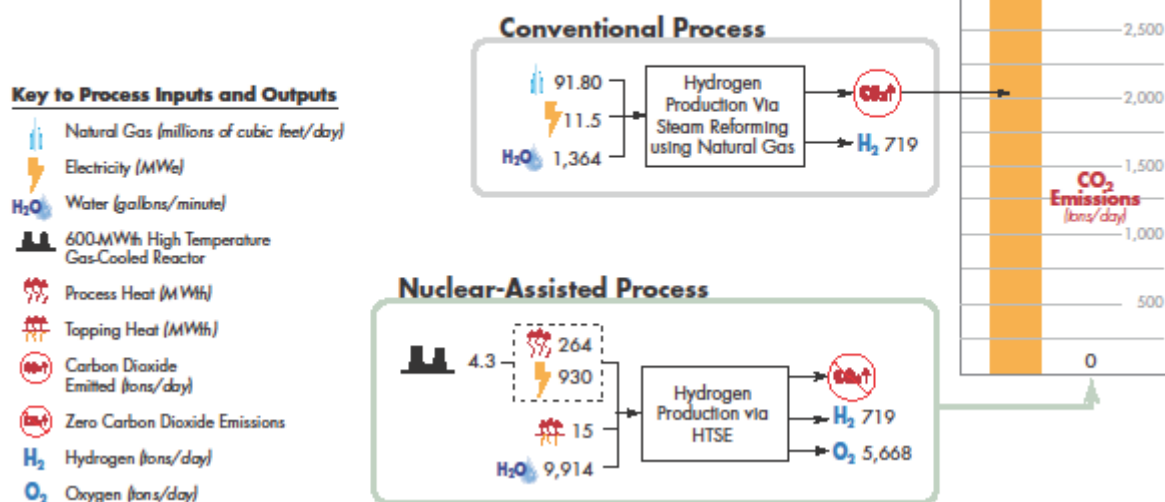 Conventional Process
2,500
91.80
11.5
H₂O 1,364
Hydrogen
Production Via
Steam Reforming
using Natural Gas
CO₂
H₂ 719
2,000
1,500
CO₂
Emissions
(tons/day)
1,000
500
0
Key to Process Inputs and Outputs
Natural Gas (millions of cubic feet/day)
Electricity (MWe)
H₂O Water (gallons/minute)
600-MWth High Temperature
Gas-Cooled Reactor
Process Heat (MWth)
Topping Heat (MWth)
CO₂ Carbon Dioxide
Emitted (tons/day)
CO₂ Zero Carbon Dioxide Emissions
H₂ Hydrogen (tons/day)
O₂ Oxygen (tons/day)
Nuclear-Assisted Process
4.3
264
930
15
H₂O 9,914
Hydrogen
Production via
HTSE
CO₂
H₂ 719
O₂ 5,668